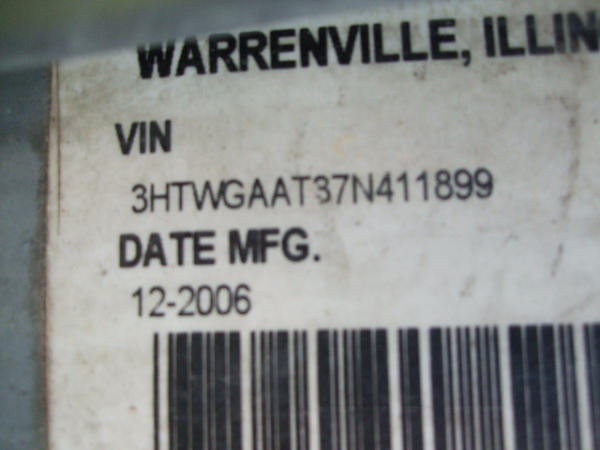 WARRENVILLE, ILLIN
VIN
3HTWGAAT37N411899
DATE MFG.
12-2006